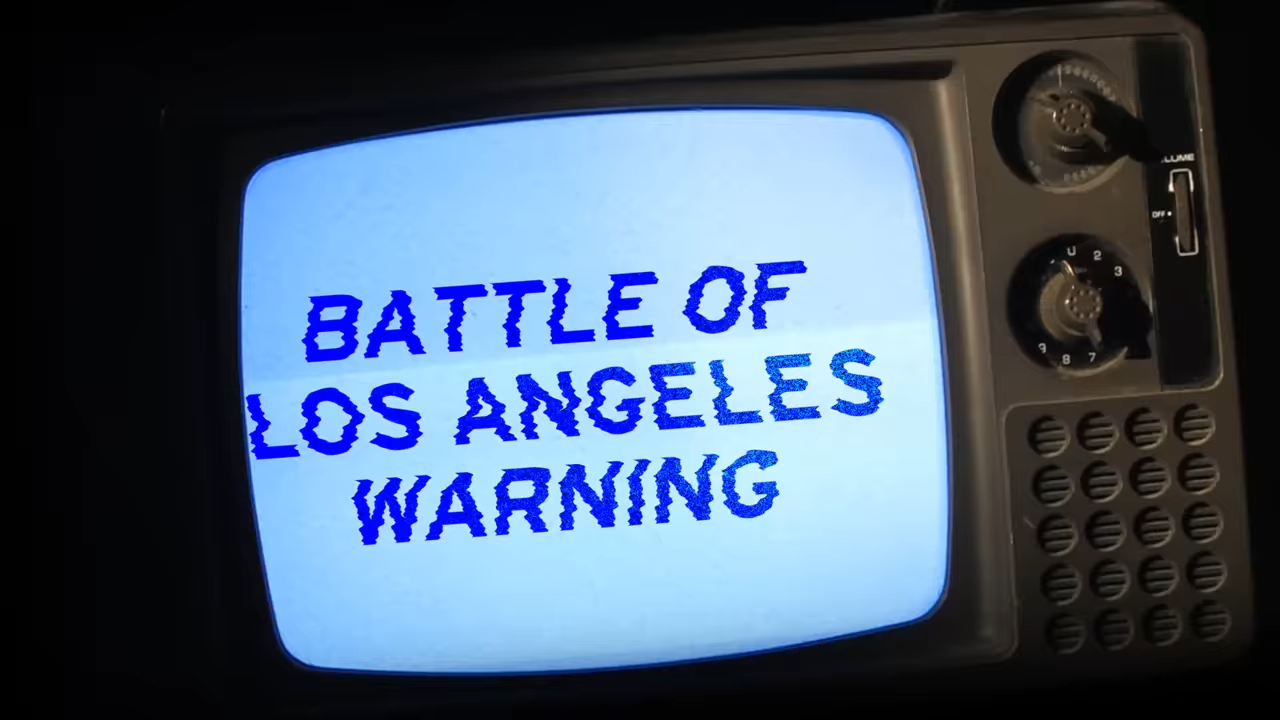 BATTLE OF
LOS ANGELES
WARNING
OFF
U 2 3
9 8 7